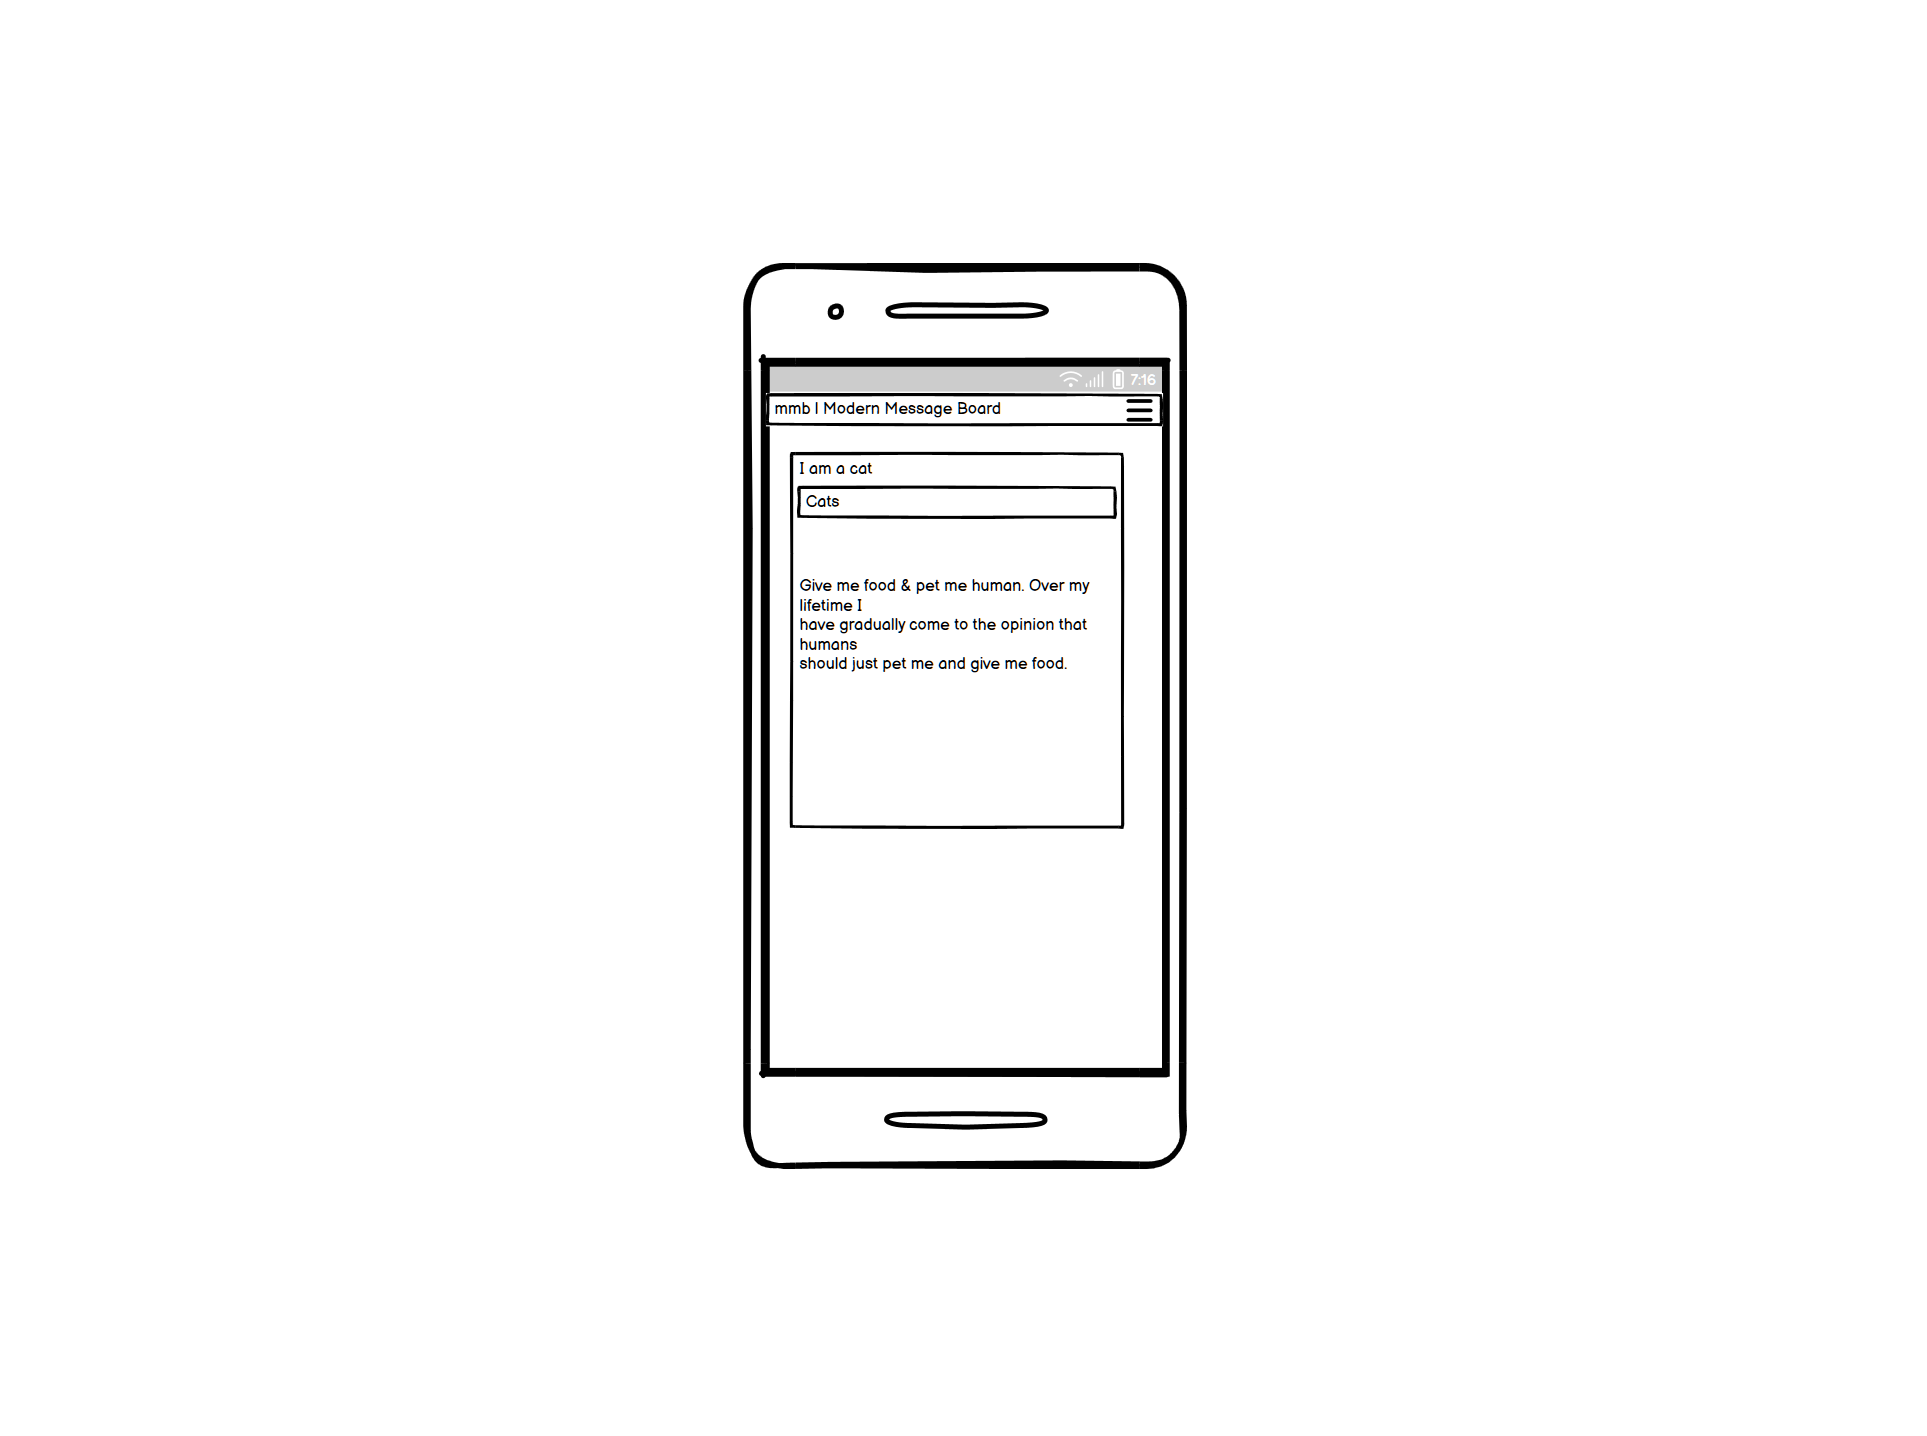 7:16
mmb | Modern Message Board
I am a cat
Cats
Give me food & pet me human. Over my
lifetime I
have gradually come to the opinion that
humans
should just pet me and give me food.